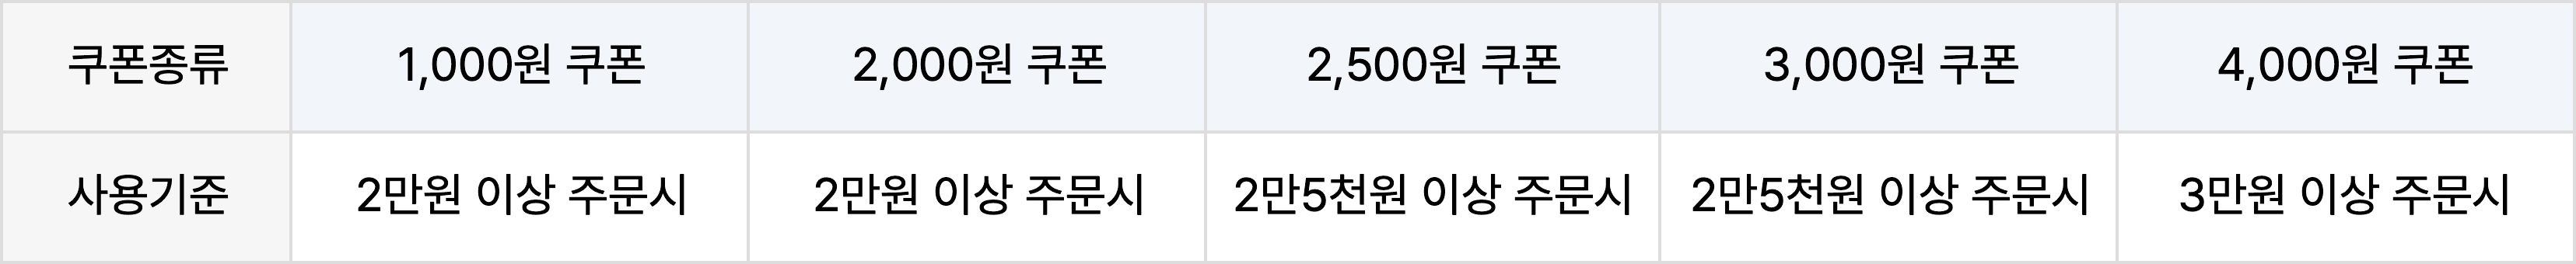 쿠폰종류 1,000원 쿠폰 2,000원 쿠폰 2,500원 쿠폰 3,000원 쿠폰 4,000원 쿠폰
사용기준 2만원 이상 주문시 2만원 이상 주문시 2만5천원 이상 주문시 2만5천원 이상 주문시 3만원 이상 주문시